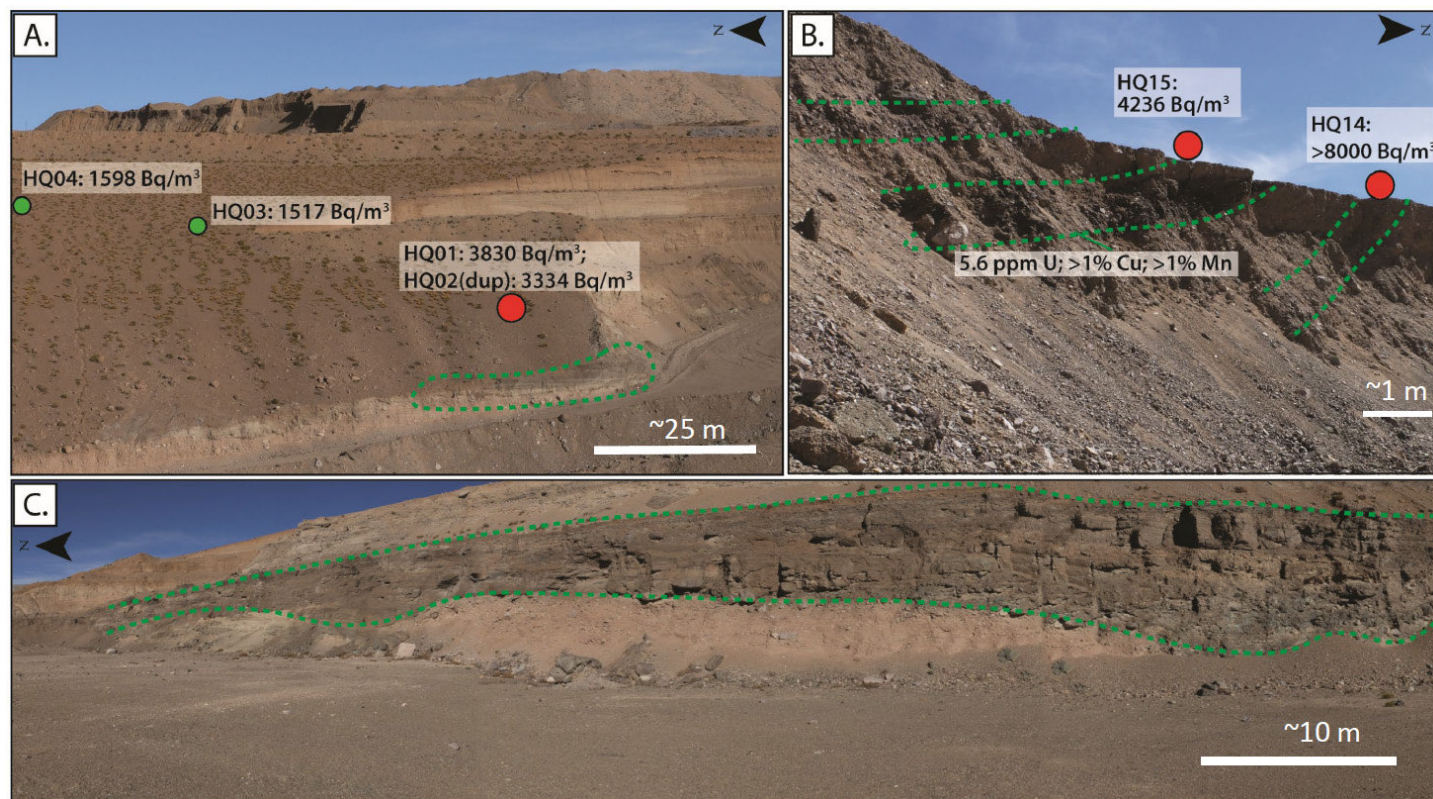 A.
N
HQ04: 1598 Bq/m³
HQ03: 1517 Bq/m³
HQ01: 3830 Bq/m³;
HQ02(dup): 3334 Bq/m³
~25 m
B.
N
HQ15:
4236 Bq/m³
HQ14:
>8000 Bq/m³
5.6 ppm U; >1% Cu; >1% Mn
~1 m
C.
N
~10 m